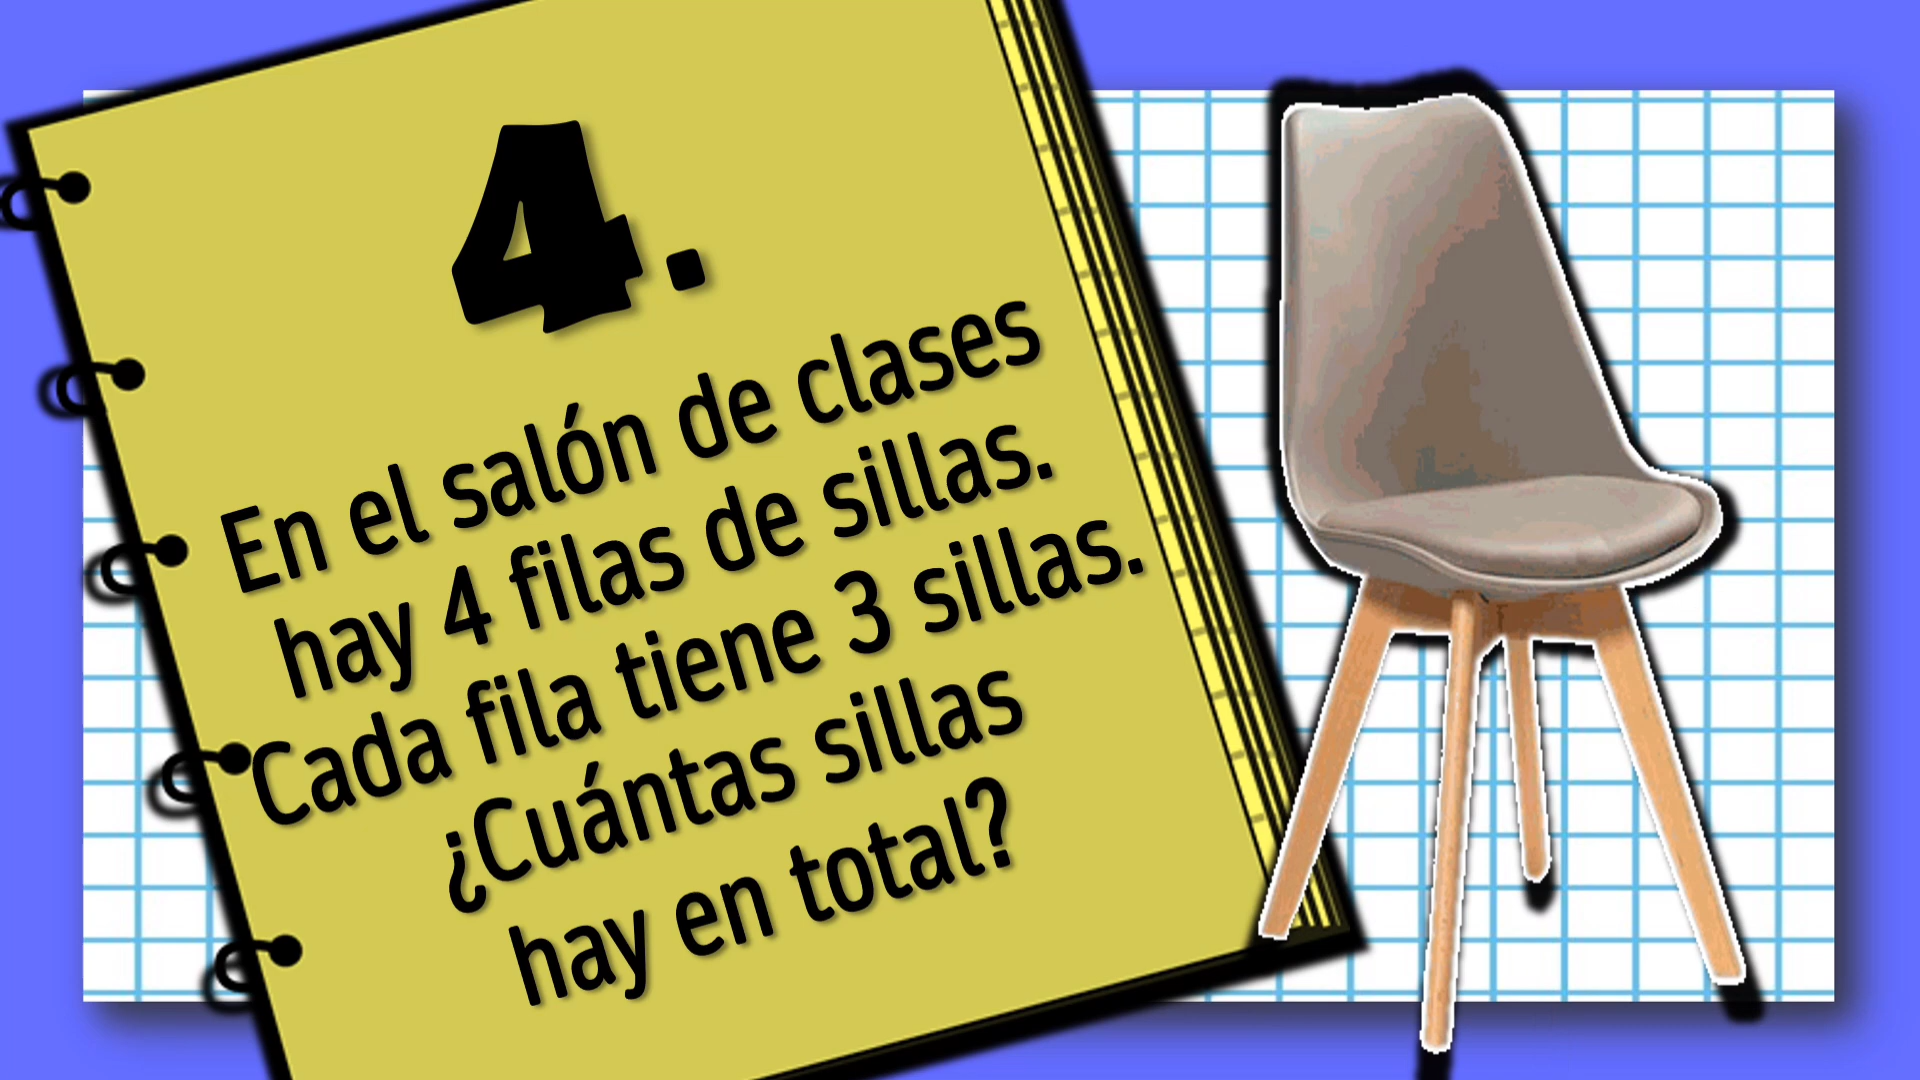 4.
En el salón de clases
hay 4 filas de sillas.
Cada fila tiene 3 sillas.
¿Cuántas sillas
hay en total?